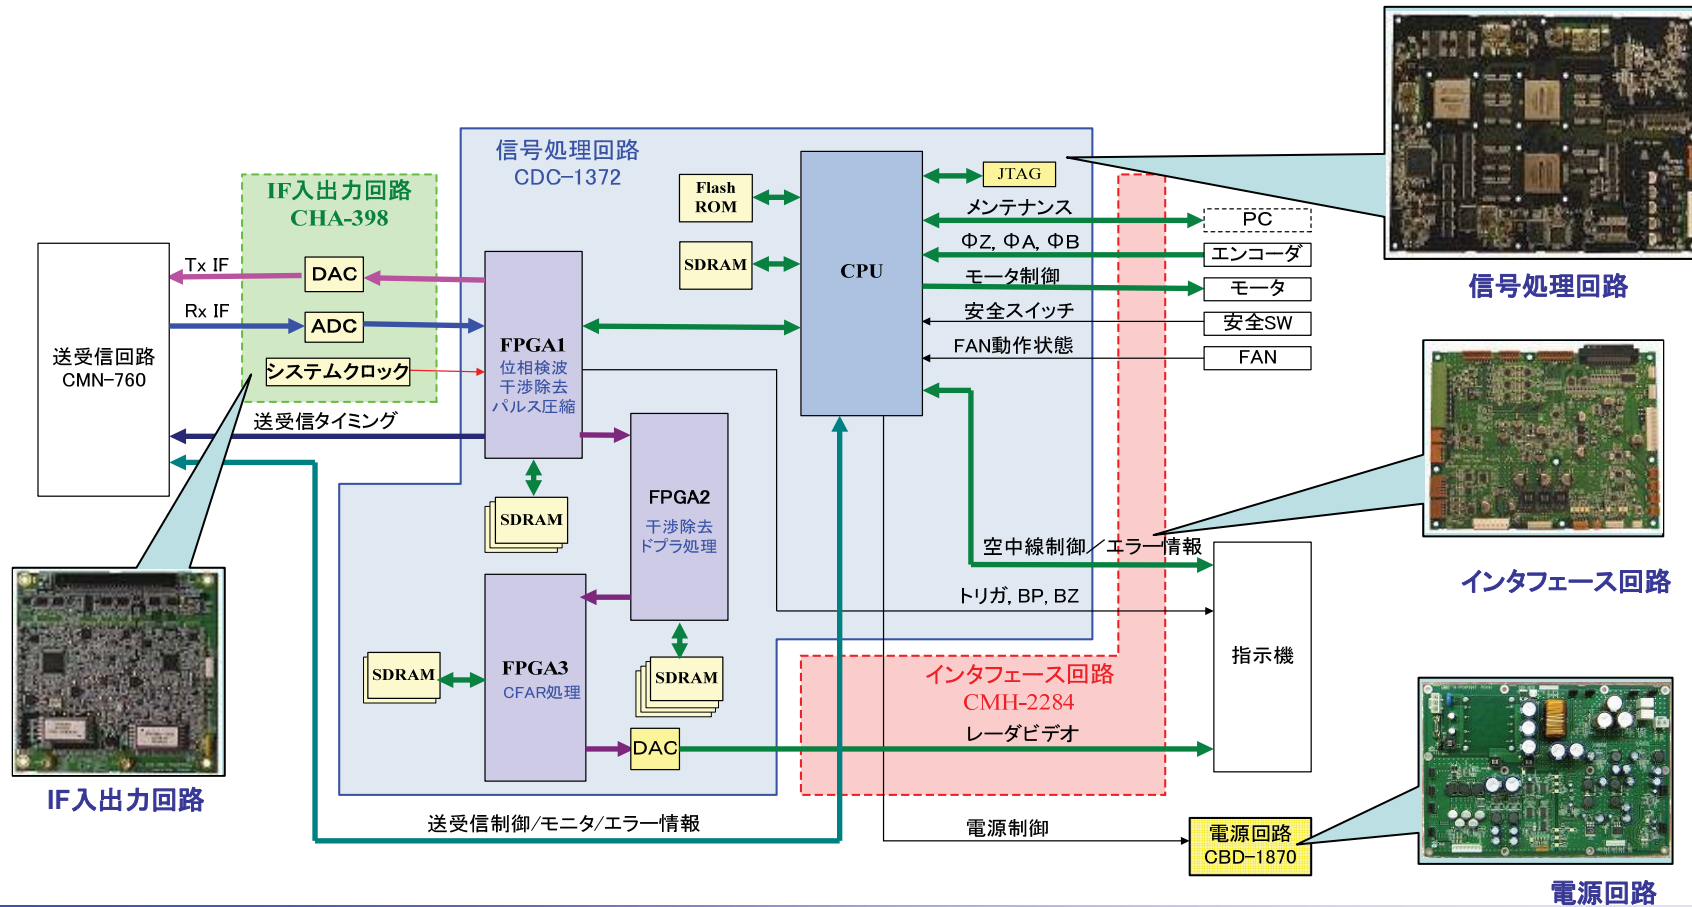 信号処理回路
CDC-1372
IF入出力回路
CHA-398
Flash
ROM
SDRAM
CPU
JTAG
メンテナンス
PC
ΦZ, ΦA, ΦB
エンコーダ
モータ制御
モータ
安全スイッチ
安全SW
FAN動作状態
FAN
信号処理回路
Tx IF
DAC
Rx IF
ADC
システムクロック
送受信回路
CMN-760
送受信タイミング
FPGA1
位相検波
干渉除去
パルス圧縮
SDRAM
FPGA2
干渉除去
ドプラ処理
空中線制御/エラー情報
トリガ, BP, BZ
インタフェース回路
FPGA3
CFAR処理
SDRAM
SDRAM
インタフェース回路
CMH-2284
指示機
DAC
レーダビデオ
IF入出力回路
送受信制御/モニタ/エラー情報
電源制御
電源回路
CBD-1870
電源回路